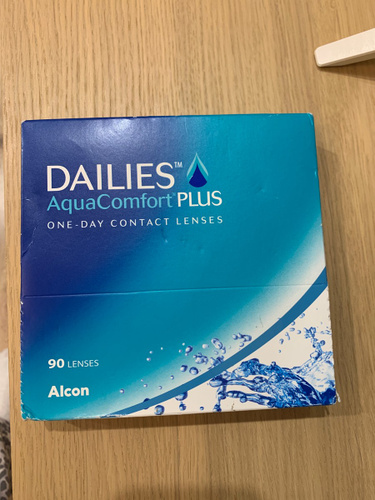 DAILIES™
AquaComfort® PLUS
ONE-DAY CONTACT LENSES
90 LENSES
Alcon